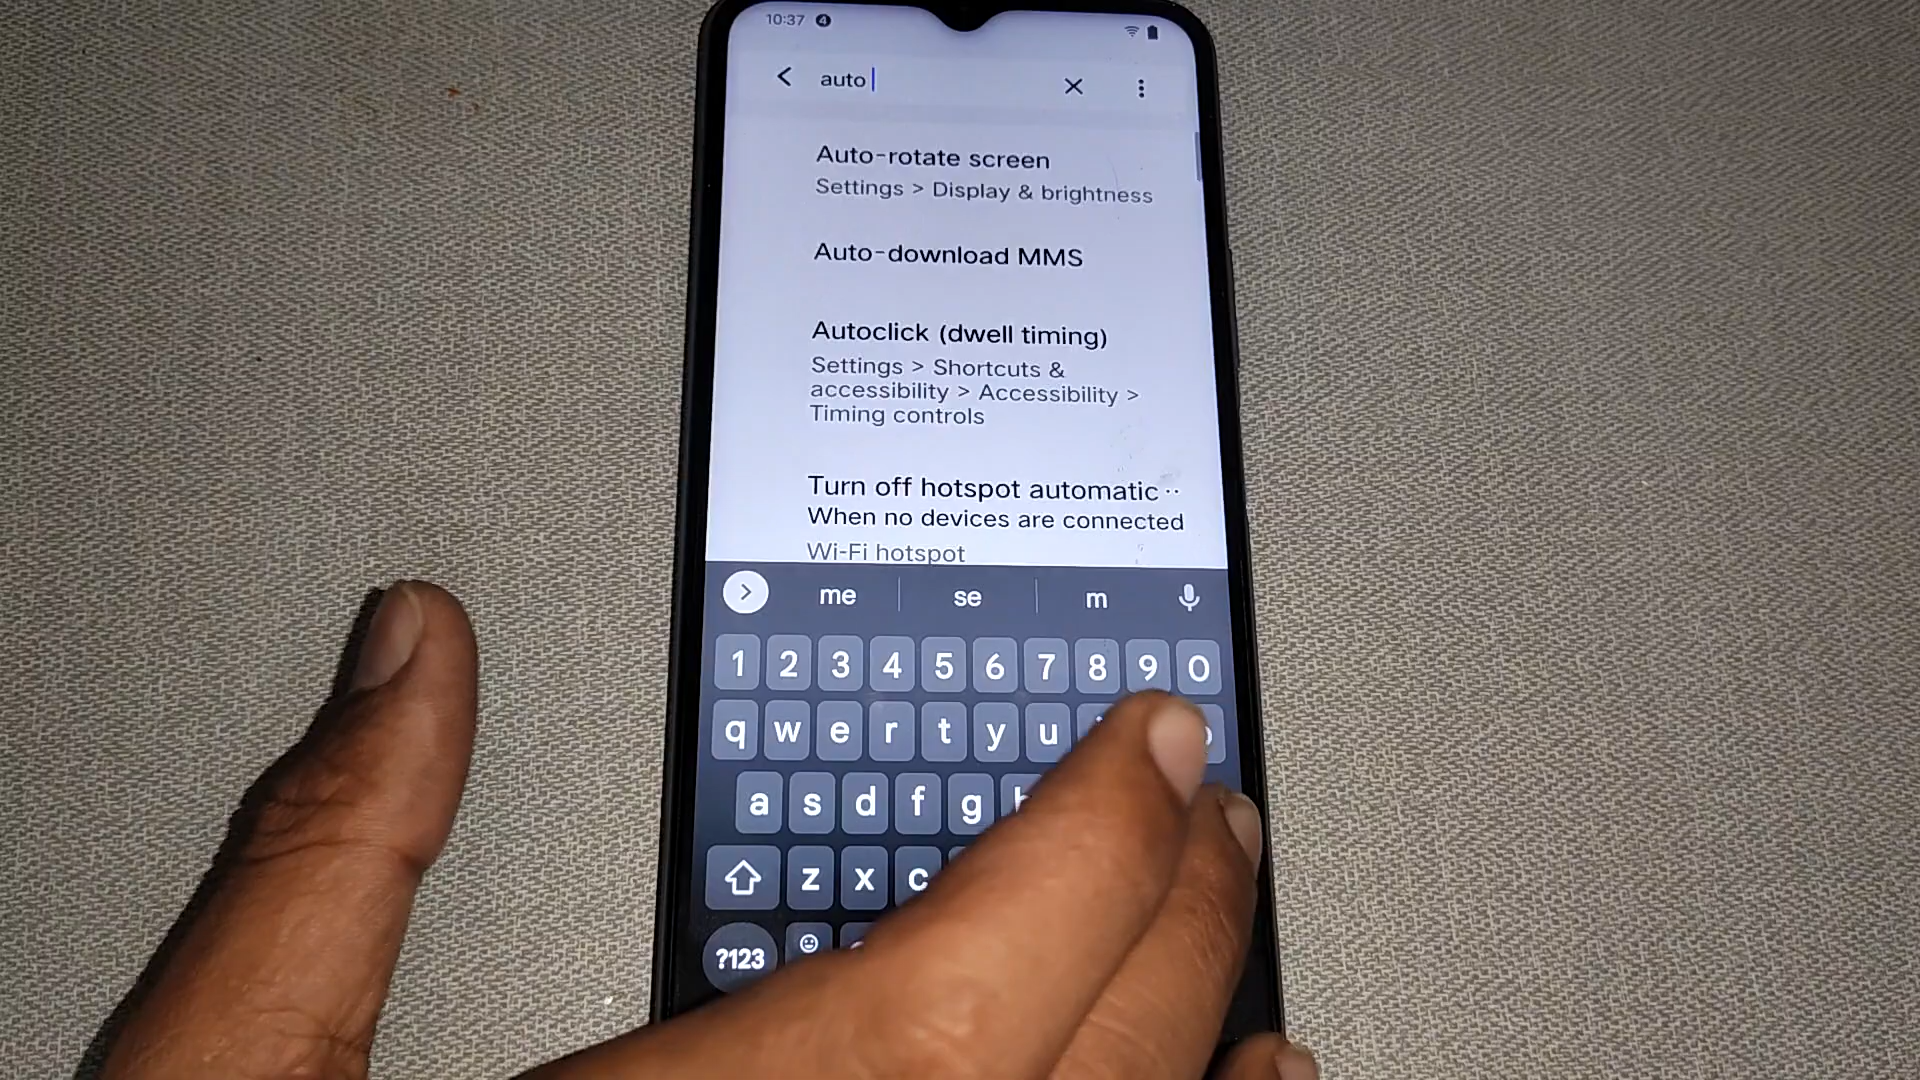 10:37 4
auto
Auto-rotate screen
Settings > Display & brightness
Auto-download MMS
Autoclick (dwell timing)
Settings > Shortcuts &
accessibility > Accessibility >
Timing controls
Turn off hotspot automatic··
When no devices are connected
Wi-Fi hotspot
me se m
1 2 3 4 5 6 7 8 9 0
q w e r t y u
a s d f g
z x c
?123